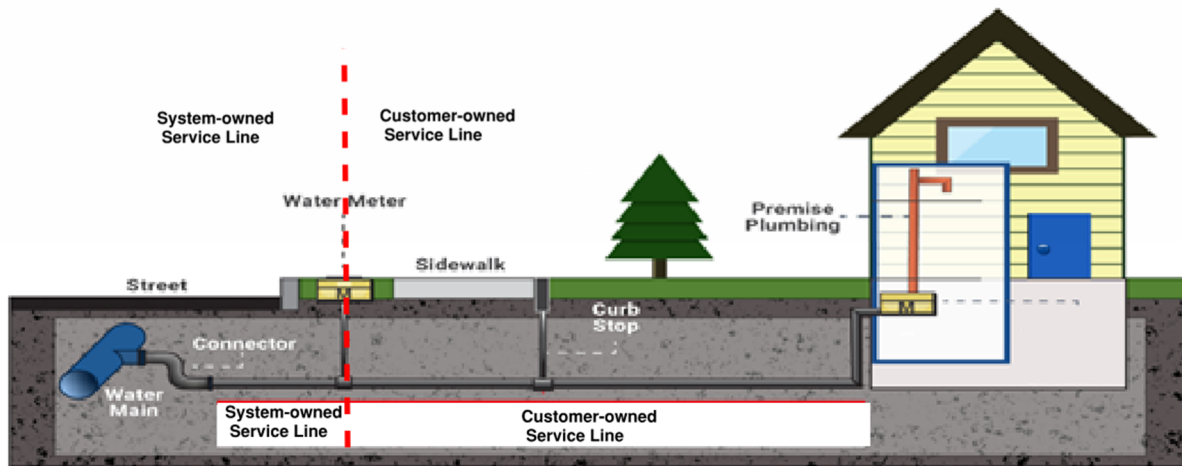 System-owned
Service Line
Customer-owned
Service Line
Water Meter
Premise
Plumbing
Sidewalk
Street
M
Curb
Stop
M
Connector
Water
Main
System-owned
Service Line
Customer-owned
Service Line